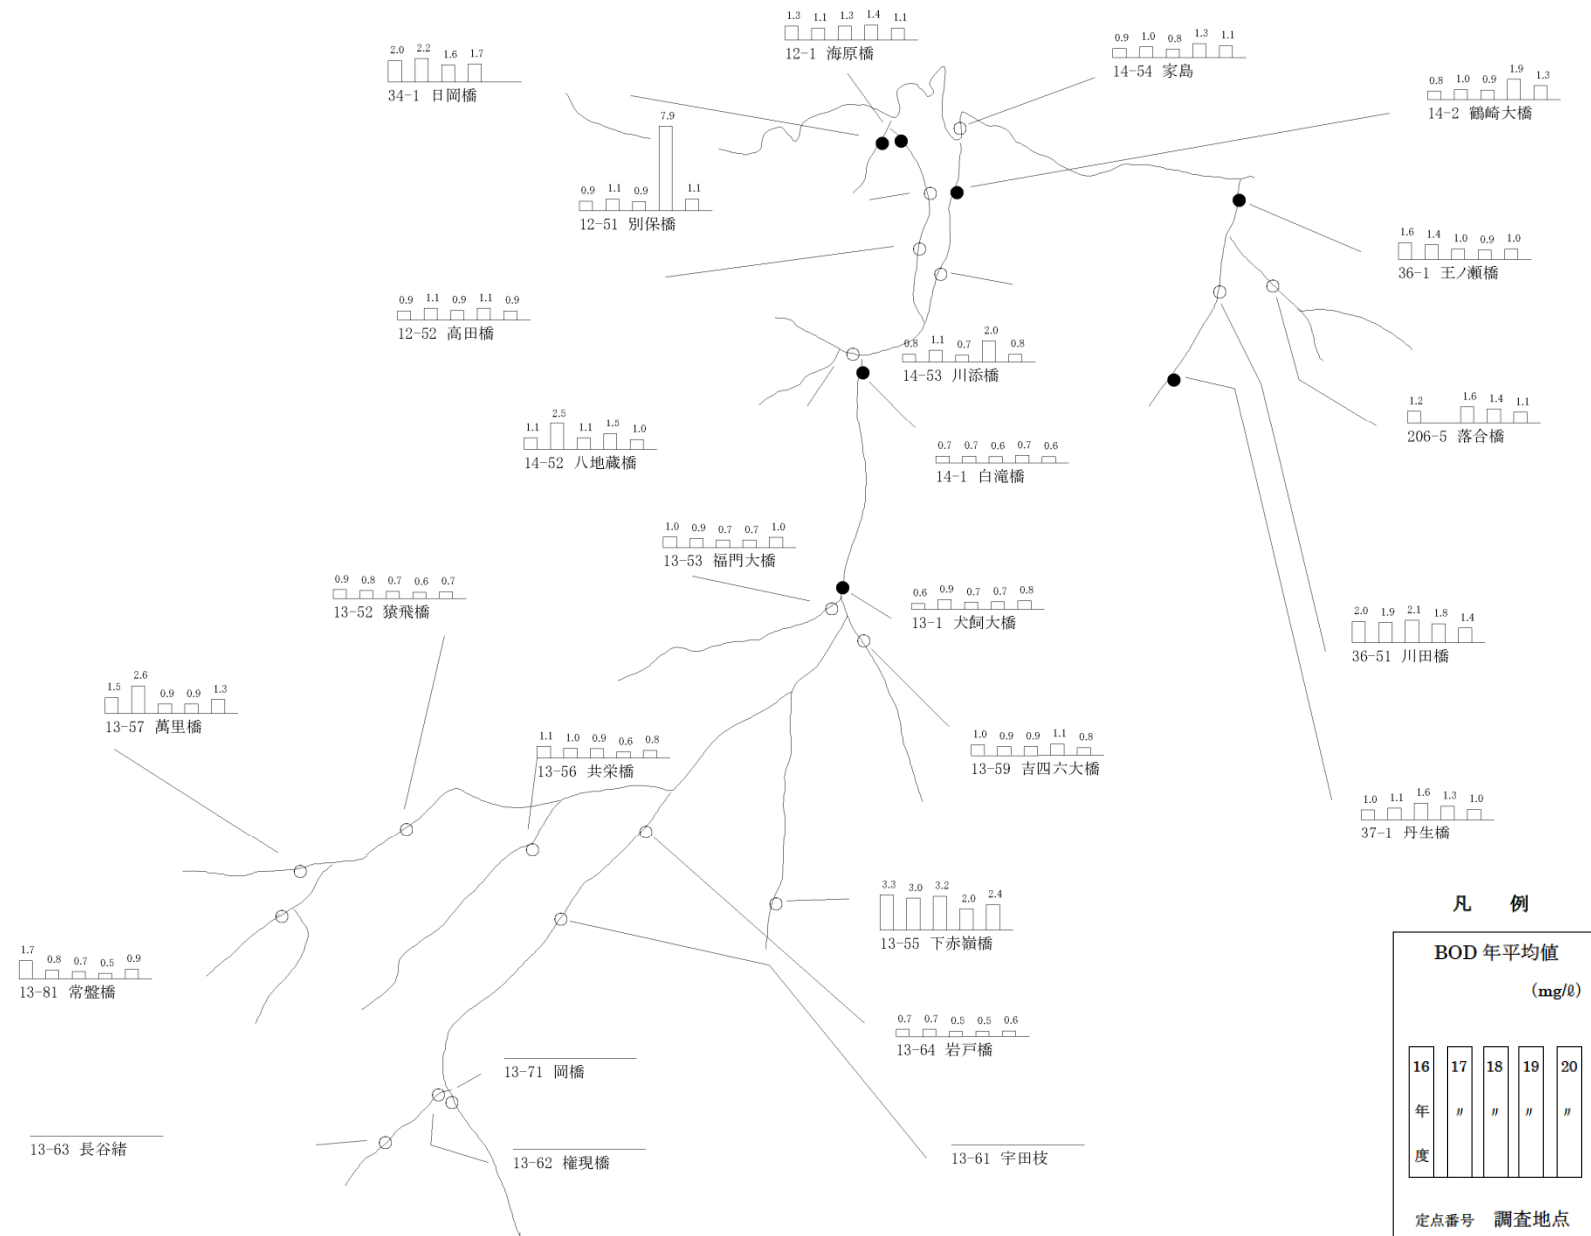 1.3 1.1 1.3 1.4 1.1
12-1 海原橋
0.9 1.0 0.8 1.3 1.1
14-54 家島
2.0 2.2 1.6 1.7
34-1 日岡橋
0.8 1.0 0.9 1.9 1.3
14-2 鶴崎大橋
0.9 1.1 0.9 7.9 1.1
12-51 別保橋
1.6 1.4 1.0 0.9 1.0
36-1 王ノ瀬橋
0.9 1.1 0.9 1.1 0.9
12-52 高田橋
0.8 1.1 0.7 2.0 0.8
14-53 川添橋
1.2 1.6 1.4 1.1
206-5 落合橋
1.1 2.5 1.1 1.5 1.0
14-52 八地蔵橋
0.7 0.7 0.6 0.7 0.6
14-1 白滝橋
1.0 0.9 0.7 0.7 1.0
13-53 福門大橋
0.9 0.8 0.7 0.6 0.7
13-52 猿飛橋
0.6 0.9 0.7 0.7 0.8
13-1 犬飼大橋
2.0 1.9 2.1 1.8 1.4
36-51 川田橋
1.5 2.6 0.9 0.9 1.3
13-57 萬里橋
1.1 1.0 0.9 0.6 0.8
13-56 共栄橋
1.0 0.9 0.9 1.1 0.8
13-59 吉四六大橋
1.0 1.1 1.6 1.3 1.0
37-1 丹生橋
3.3 3.0 3.2 2.0 2.4
13-55 下赤嶺橋
1.7 0.8 0.7 0.5 0.9
13-81 常盤橋
0.7 0.7 0.5 0.5 0.6
13-64 岩戸橋
13-71 岡橋
13-63 長谷緒
13-62 権現橋
13-61 宇田枝
凡 例
BOD 年平均値
(mg/ℓ)
16 17 18 19 20
年 〃 〃 〃 〃
度
定点番号 調査地点